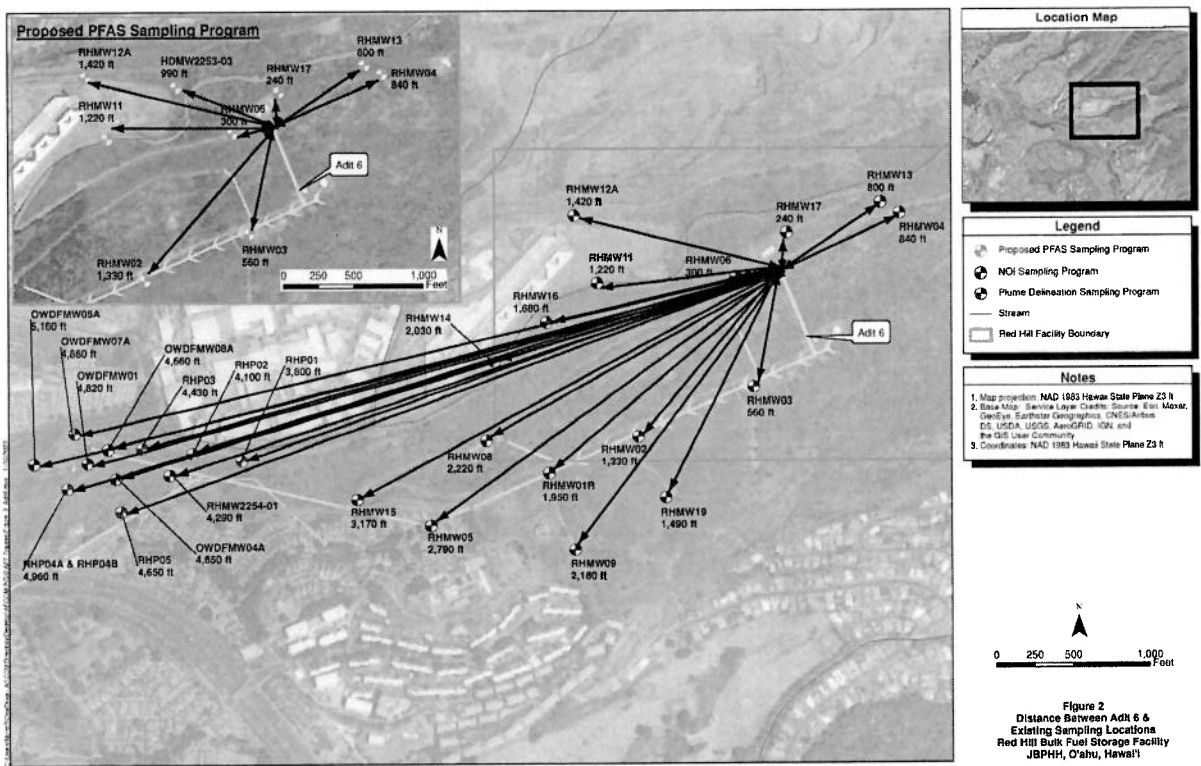 Proposed PFAS Sampling Program
RHMW12A
1,420 ft
HDMW2253-03
990 ft
RHMW17
240 ft
RHMW13
800 ft
RHMW04
840 ft
RHMW11
1,220 ft
RHMW06
300 ft
Adit 6
RHMW03
560 ft
RHMW02
1,330 ft
N
0 250 500 1,000
Feet
RHMW12A
1,420 ft
RHMW17
240 ft
RHMW13
800 ft
RHMW04
840 ft
RHMW11
1,220 ft
RHMW06
300 ft
RHMW16
1,680 ft
RHMW14
2,030 ft
Adit 6
OWDFMW05A
5,160 ft
OWDFMW07A
4,860 ft
OWDFMW08A
4,660 ft
OWDFMW01
4,820 ft
RHP03
4,430 ft
RHP02
4,100 ft
RHP01
3,800 ft
RHMW03
560 ft
RHMW08
2,220 ft
RHMW02
1,330 ft
RHMW01R
1,950 ft
RHMW19
1,490 ft
RHMW15
3,170 ft
RHMW05
2,790 ft
RHMW09
2,180 ft
RHMW2254-01
4,290 ft
OWDFMW04A
RHP05
4,650 ft
RHP04A & RHP04B
4,960 ft
Location Map
Legend
Proposed PFAS Sampling Program
NOI Sampling Program
Plume Delineation Sampling Program
Stream
Red Hill Facility Boundary
Notes
1. Map projection: NAD 1983 Hawaii State Plane Z3 ft
2. Base Map: Service Layer Credits: Source: Esri, Maxar,
GeoEye, Earthstar Geographics, CNES/Airbus
DS, USDA, USGS, AeroGRID, IGN, and
the GIS User Community
3. Coordinates: NAD 1983 Hawaii State Plane Z3 ft
N
0 250 500 1,000
Feet
Figure 2
Distance Between Adit 6 &
Existing Sampling Locations
Red Hill Bulk Fuel Storage Facility
JBPHH, O'ahu, Hawai'i